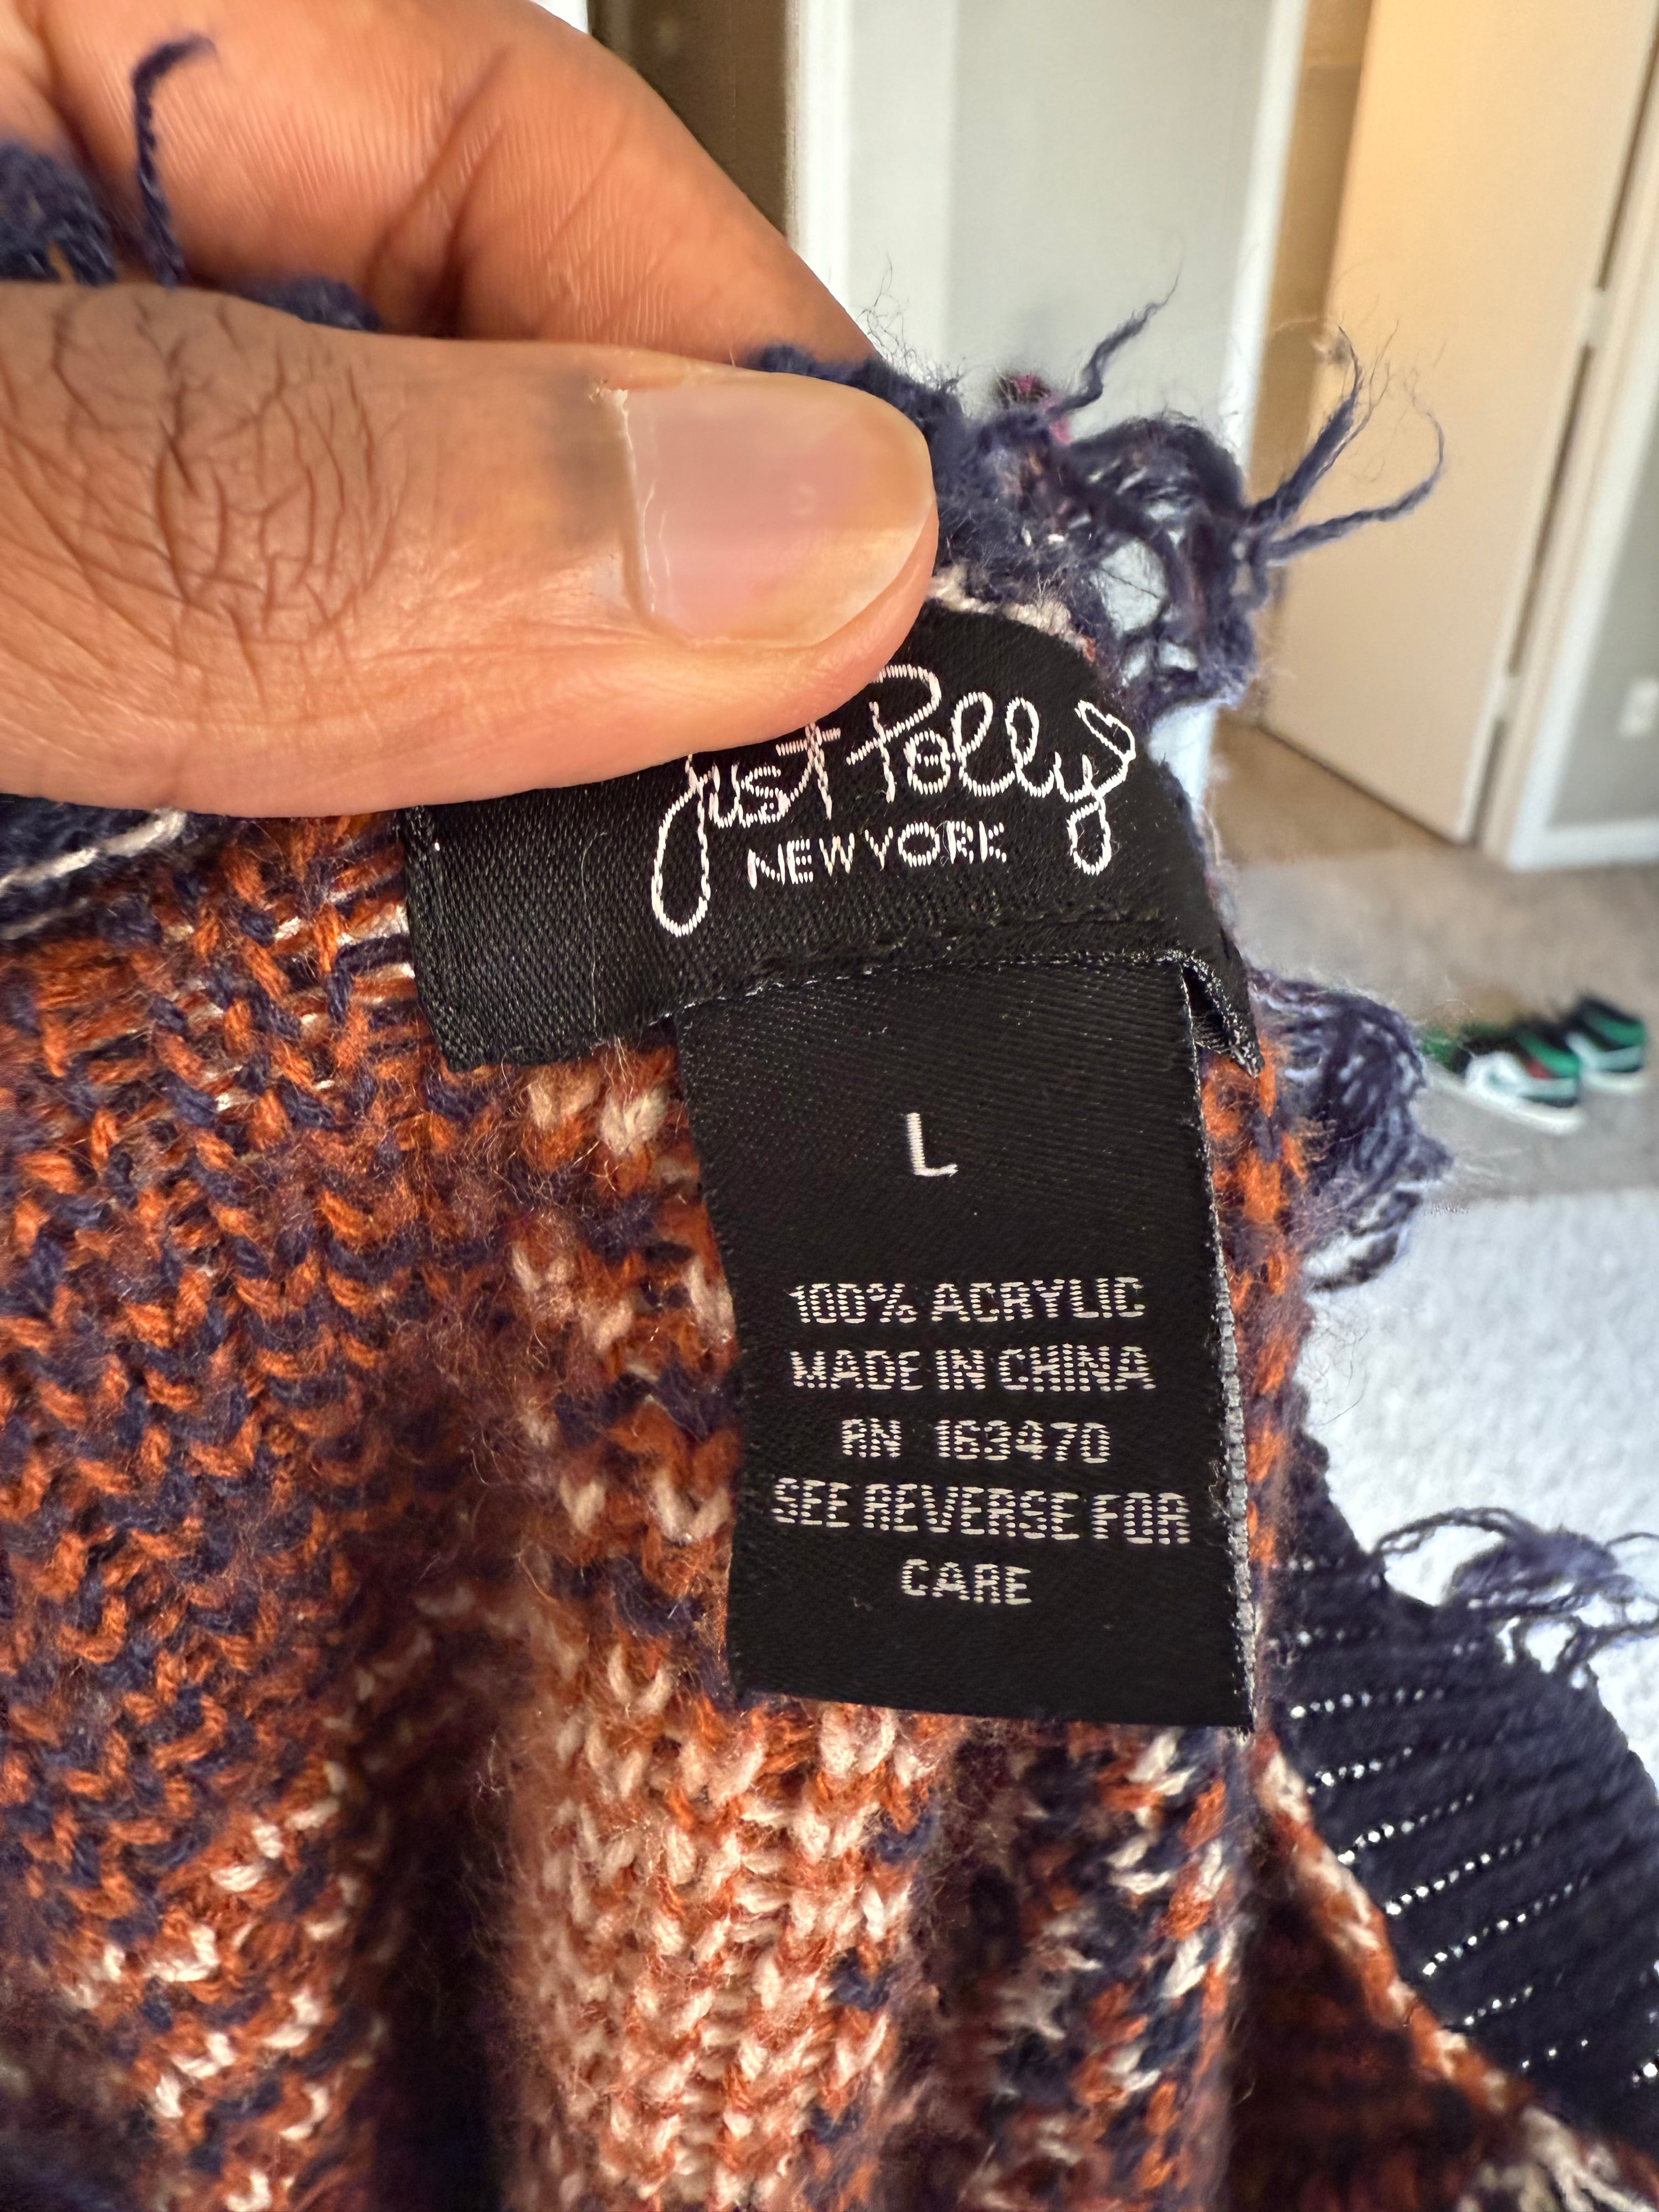 just Polly
NEW YORK
L
100% ACRYLIC
MADE IN CHINA
RN 163470
SEE REVERSE FOR
CARE